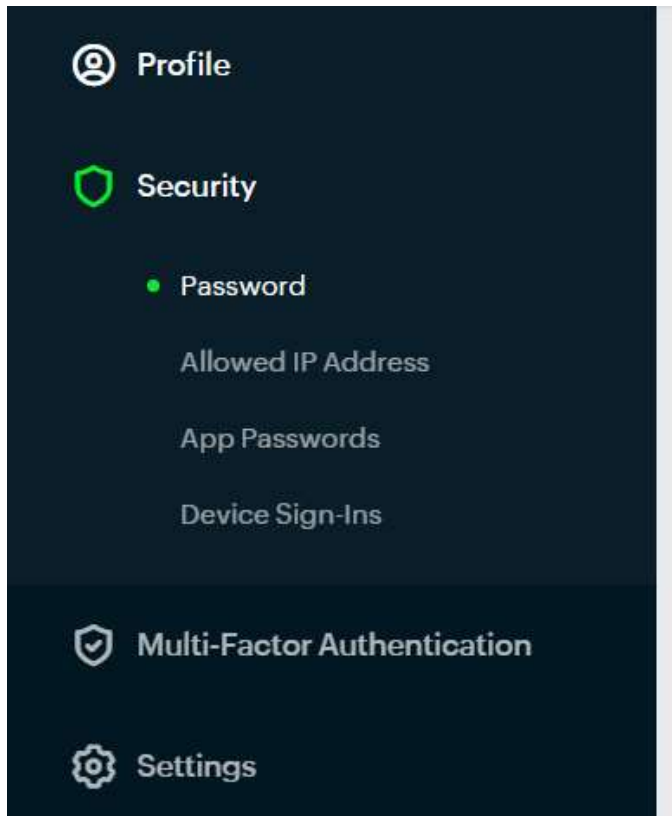 Profile
Security
Password
Allowed IP Address
App Passwords
Device Sign-Ins
Multi-Factor Authentication
Settings